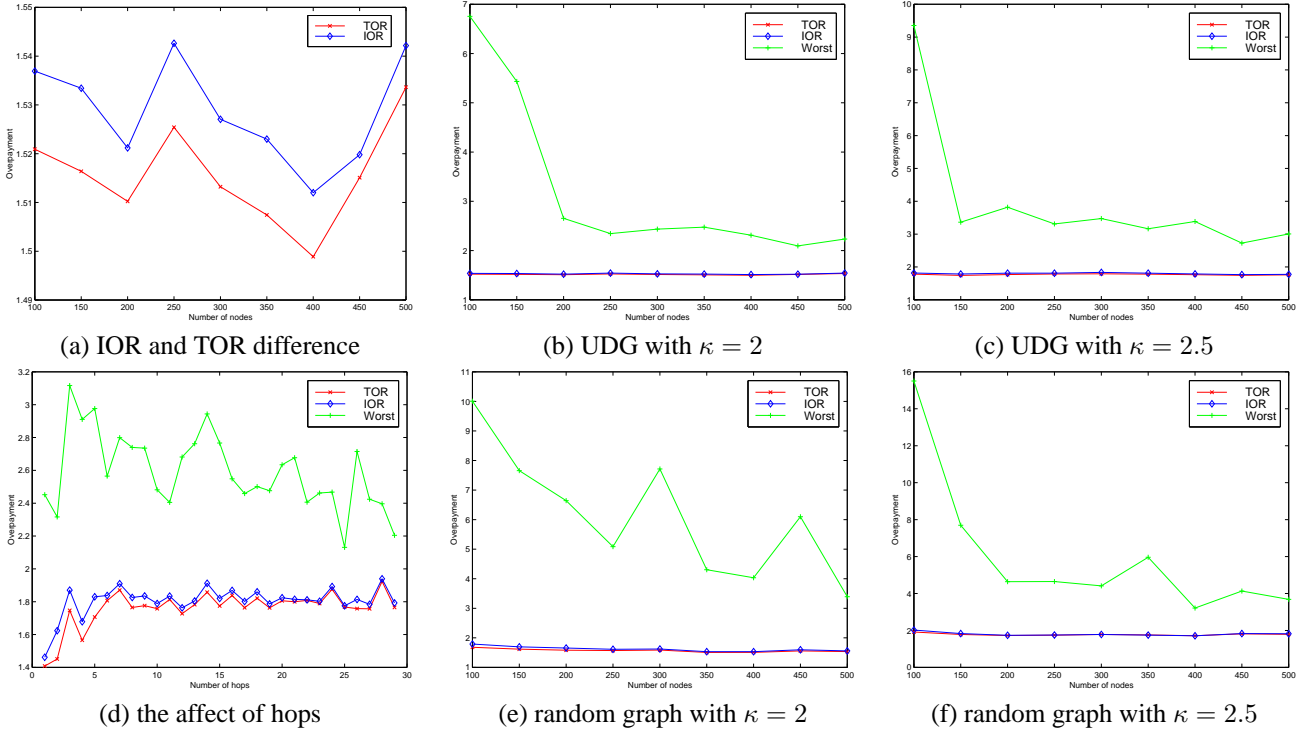 1.55
1.54
1.53
1.52
1.51
1.5
1.49
Overpayment
TOR
IOR
100 150 200 250 300 350 400 450 500
Number of nodes
(a) IOR and TOR difference
7
6
5
4
3
2
1
Overpayment
TOR
IOR
Worst
100 150 200 250 300 350 400 450 500
Number of nodes
(b) UDG with κ = 2
10
9
8
7
6
5
4
3
2
1
Overpayment
TOR
IOR
Worst
100 150 200 250 300 350 400 450 500
Number of nodes
(c) UDG with κ = 2.5
3.2
3
2.8
2.6
2.4
2.2
2
1.8
1.6
1.4
Overpayment
TOR
IOR
Worst
0 5 10 15 20 25 30
Number of hops
(d) the affect of hops
11
10
9
8
7
6
5
4
3
2
1
Overpayment
TOR
IOR
Worst
100 150 200 250 300 350 400 450 500
Number of nodes
(e) random graph with κ = 2
16
14
12
10
8
6
4
2
0
Overpayment
TOR
IOR
Worst
100 150 200 250 300 350 400 450 500
Number of nodes
(f) random graph with κ = 2.5